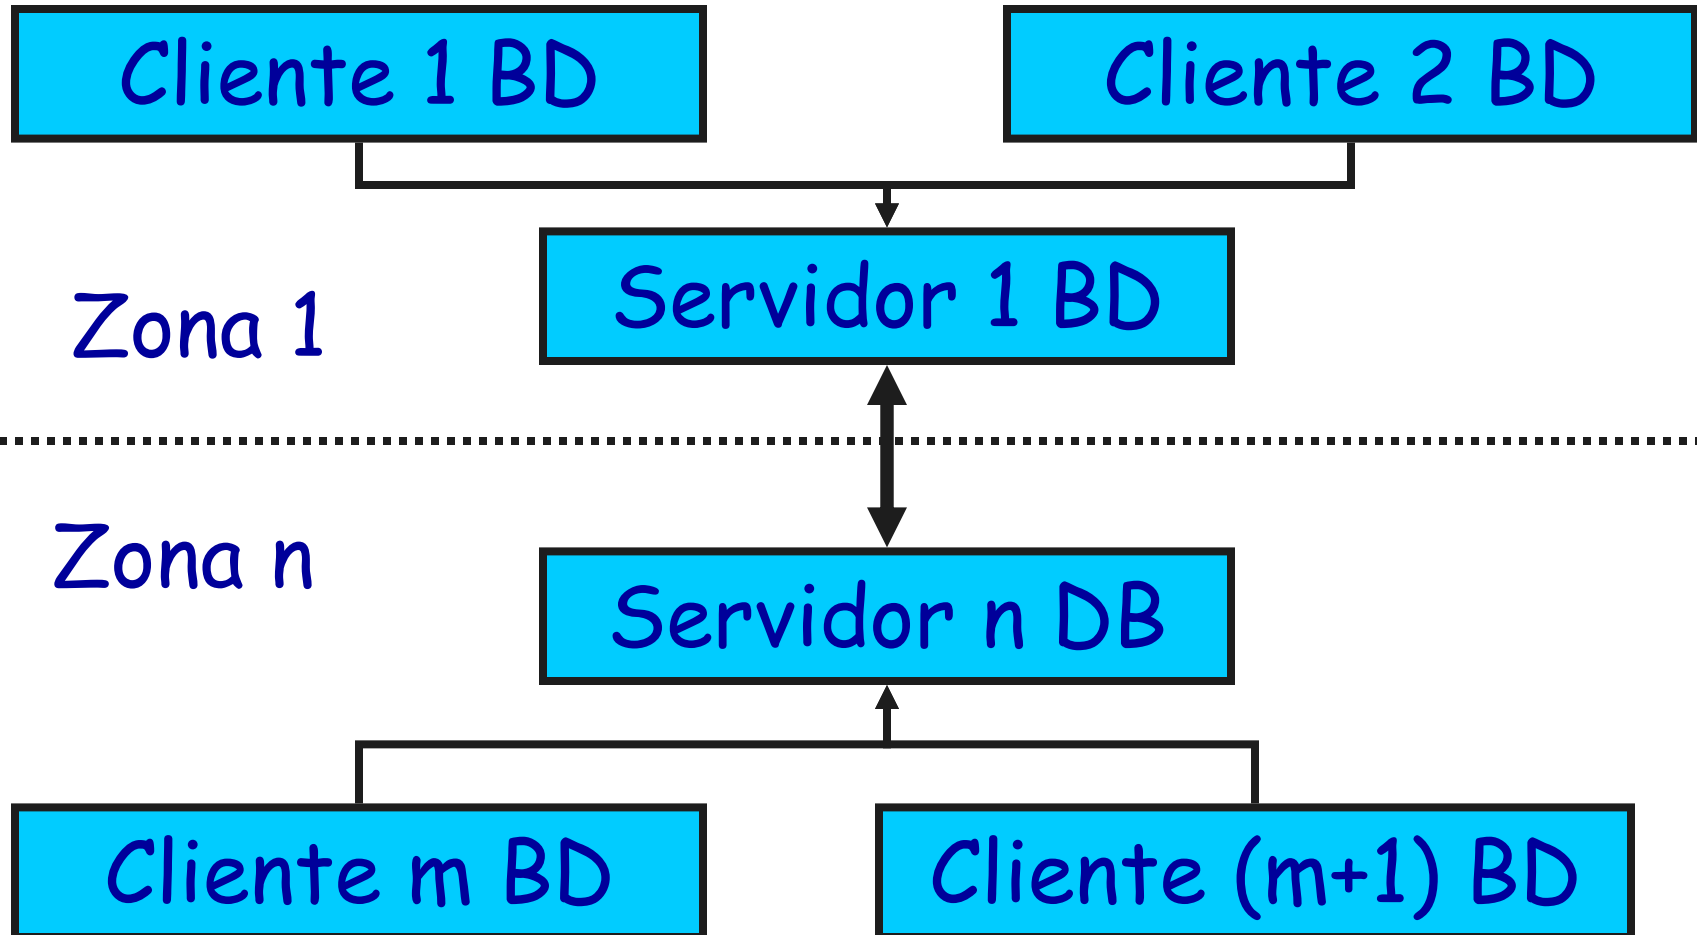 Cliente 1 BD
Cliente 2 BD
Servidor 1 BD
Zona 1
Zona n
Servidor n DB
Cliente m BD
Cliente (m+1) BD